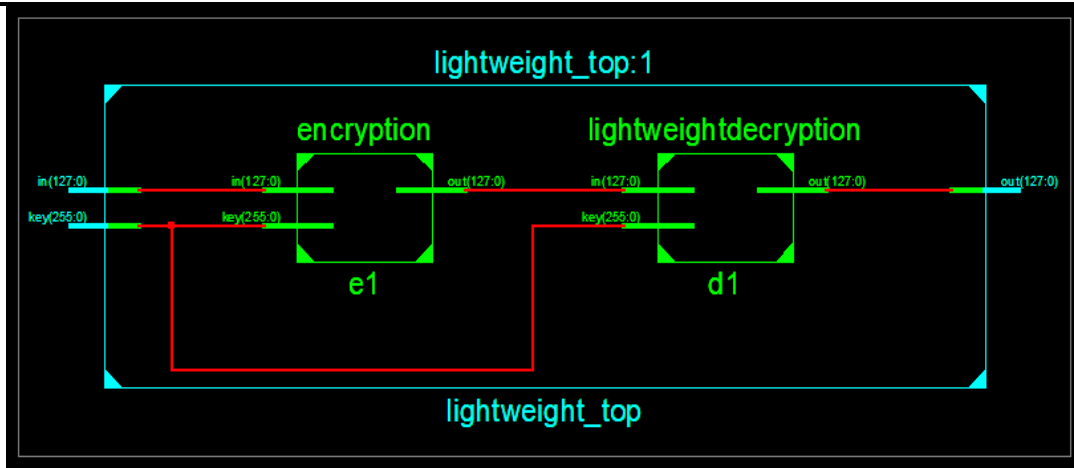 lightweight_top:1
encryption
lightweightdecryption
in(127:0)
in(127:0)
out(127:0)
in(127:0)
out(127:0)
out(127:0)
key(255:0)
key(255:0)
key(255:0)
e1
d1
lightweight_top